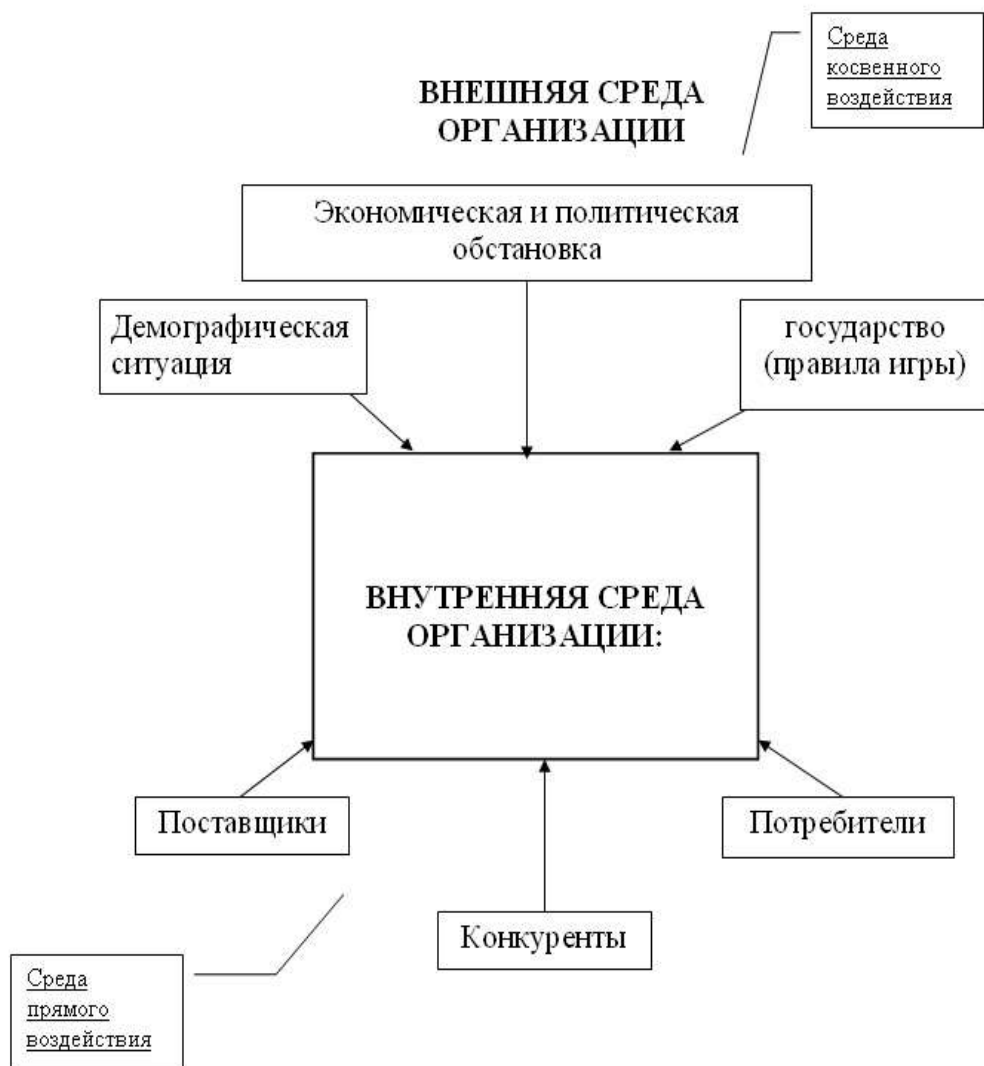 Среда
косвенного
воздействия
ВНЕШНЯЯ СРЕДА
ОРГАНИЗАЦИИ
Экономическая и политическая
обстановка
Демографическая
ситуация
государство
(правила игры)
ВНУТРЕННЯЯ СРЕДА
ОРГАНИЗАЦИИ:
Поставщики
Потребители
Конкуренты
Среда
прямого
воздействия